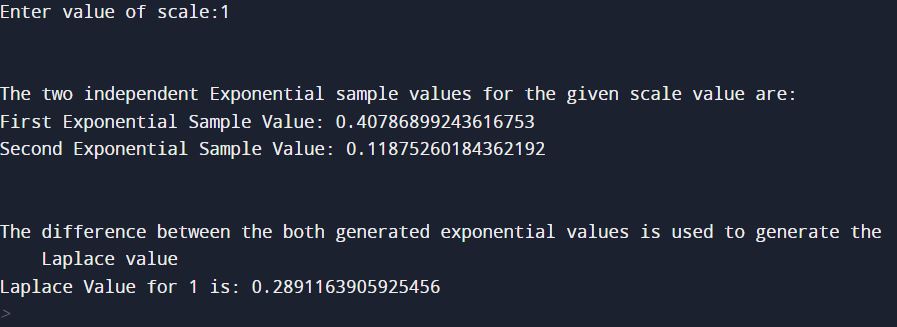 Enter value of scale:1
The two independent Exponential sample values for the given scale value are:
First Exponential Sample Value: 0.40786899243616753
Second Exponential Sample Value: 0.11875260184362192
The difference between the both generated exponential values is used to generate the
Laplace value
Laplace Value for 1 is: 0.2891163905925456
>